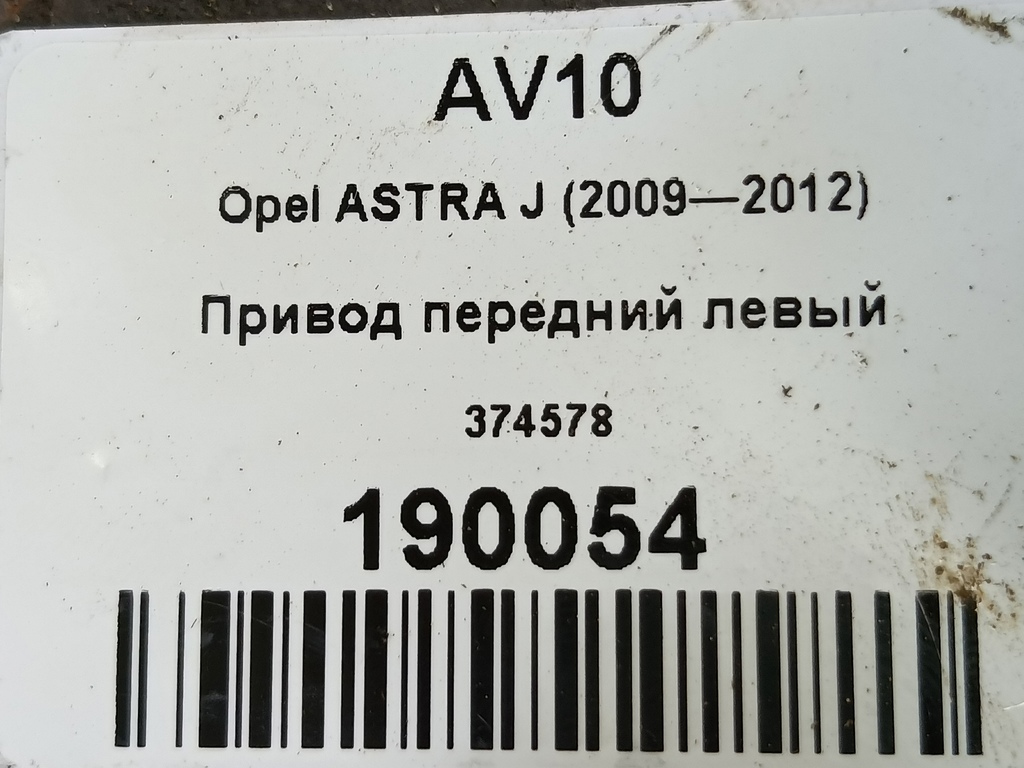 AV10
Opel ASTRA J (2009—2012)
Привод передний левый
374578
190054